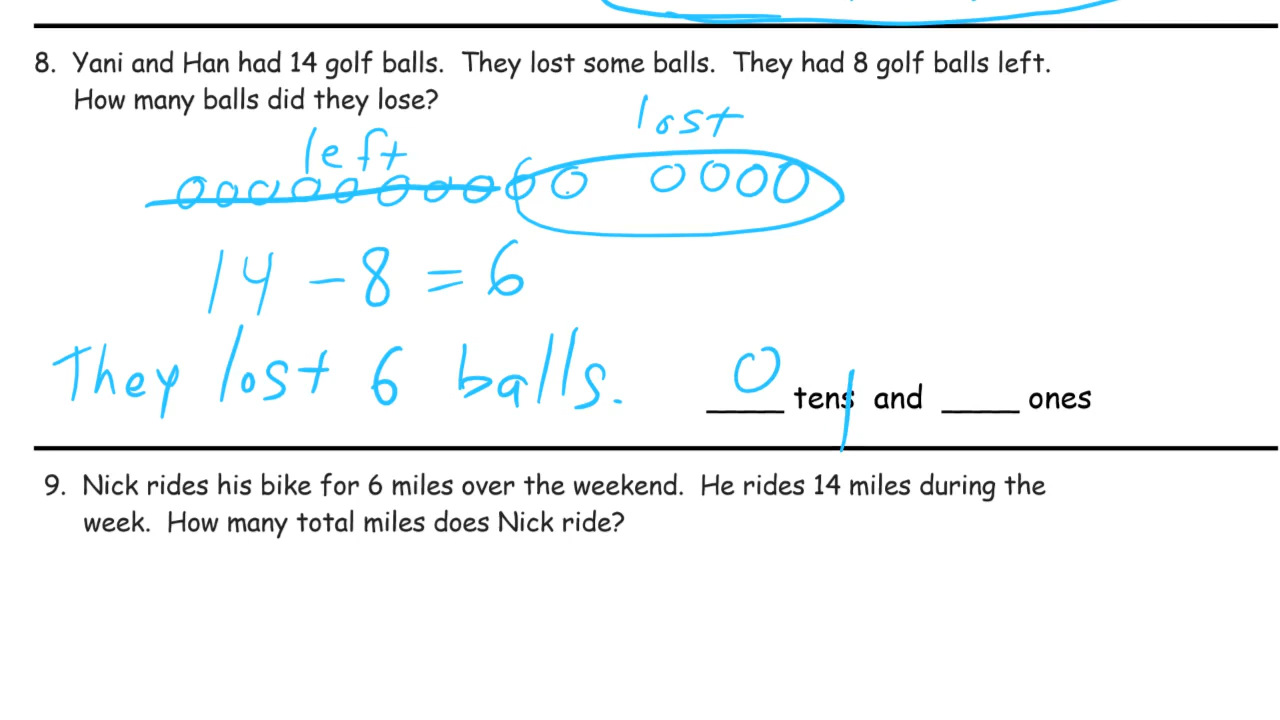 8. Yani and Han had 14 golf balls. They lost some balls. They had 8 golf balls left.
How many balls did they lose?
left lost
14 - 8 = 6
They lost 6 balls.
0 tens and ____ ones
9. Nick rides his bike for 6 miles over the weekend. He rides 14 miles during the
week. How many total miles does Nick ride?